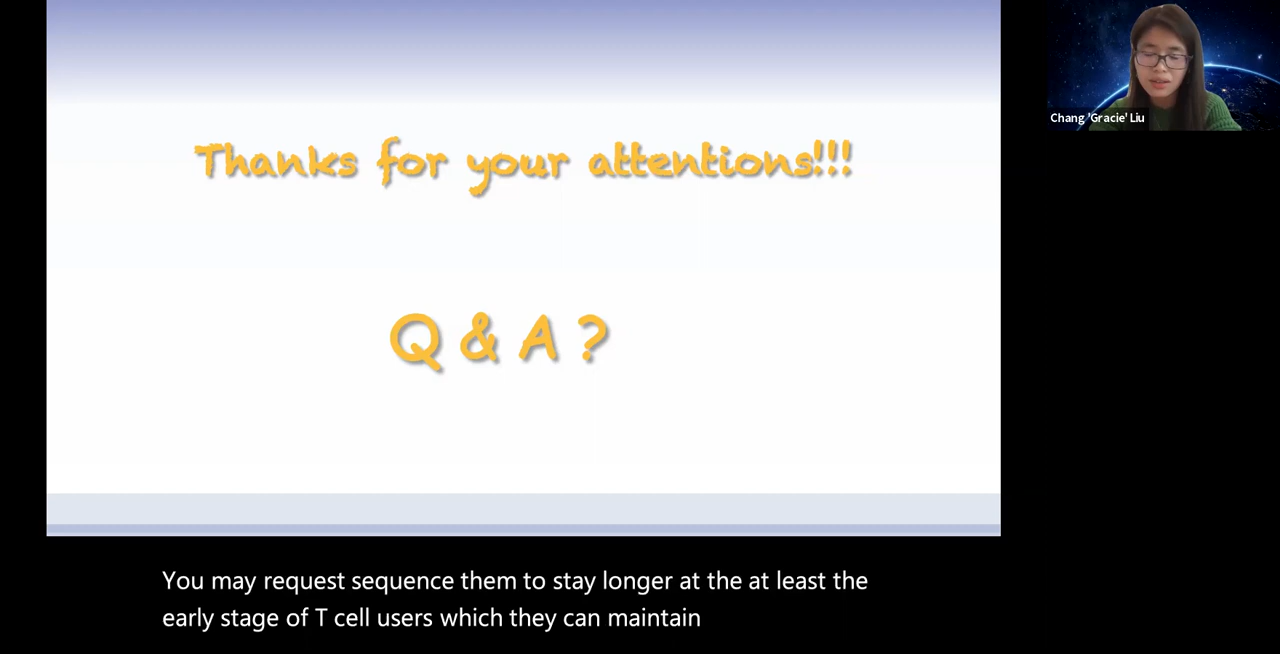 Thanks for your attentions!!!
Q & A ?
Chang 'Gracie' Liu
You may request sequence them to stay longer at the at least the
early stage of T cell users which they can maintain